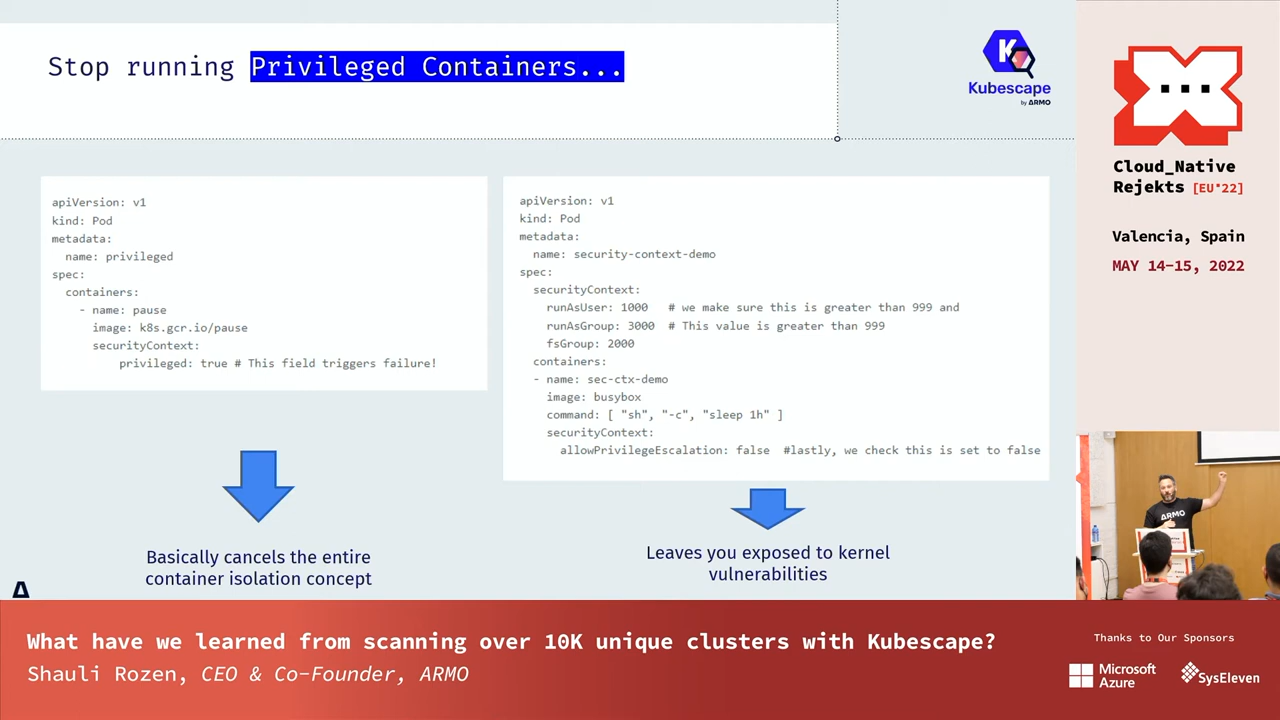 Stop running Privileged Containers...
Kubescape
by ARMO
apiVersion: v1
kind: Pod
metadata:
name: privileged
spec:
containers:
- name: pause
image: k8s.gcr.io/pause
securityContext:
privileged: true # This field triggers failure!
Basically cancels the entire
container isolation concept
apiVersion: v1
kind: Pod
metadata:
name: security-context-demo
spec:
securityContext:
runAsUser: 1000 # we make sure this is greater than 999 and
runAsGroup: 3000 # This value is greater than 999
fsGroup: 2000
containers:
- name: sec-ctx-demo
image: busybox
command: [ "sh", "-c", "sleep 1h" ]
securityContext:
allowPrivilegeEscalation: false #lastly, we check this is set to false
Leaves you exposed to kernel
vulnerabilities
Cloud_Native
Rejekts [EU*22]
Valencia, Spain
MAY 14-15, 2022
ARMO
What have we learned from scanning over 10K unique clusters with Kubescape?
Shauli Rozen, CEO & Co-Founder, ARMO
Thanks to Our Sponsors
Microsoft
Azure
SysEleven